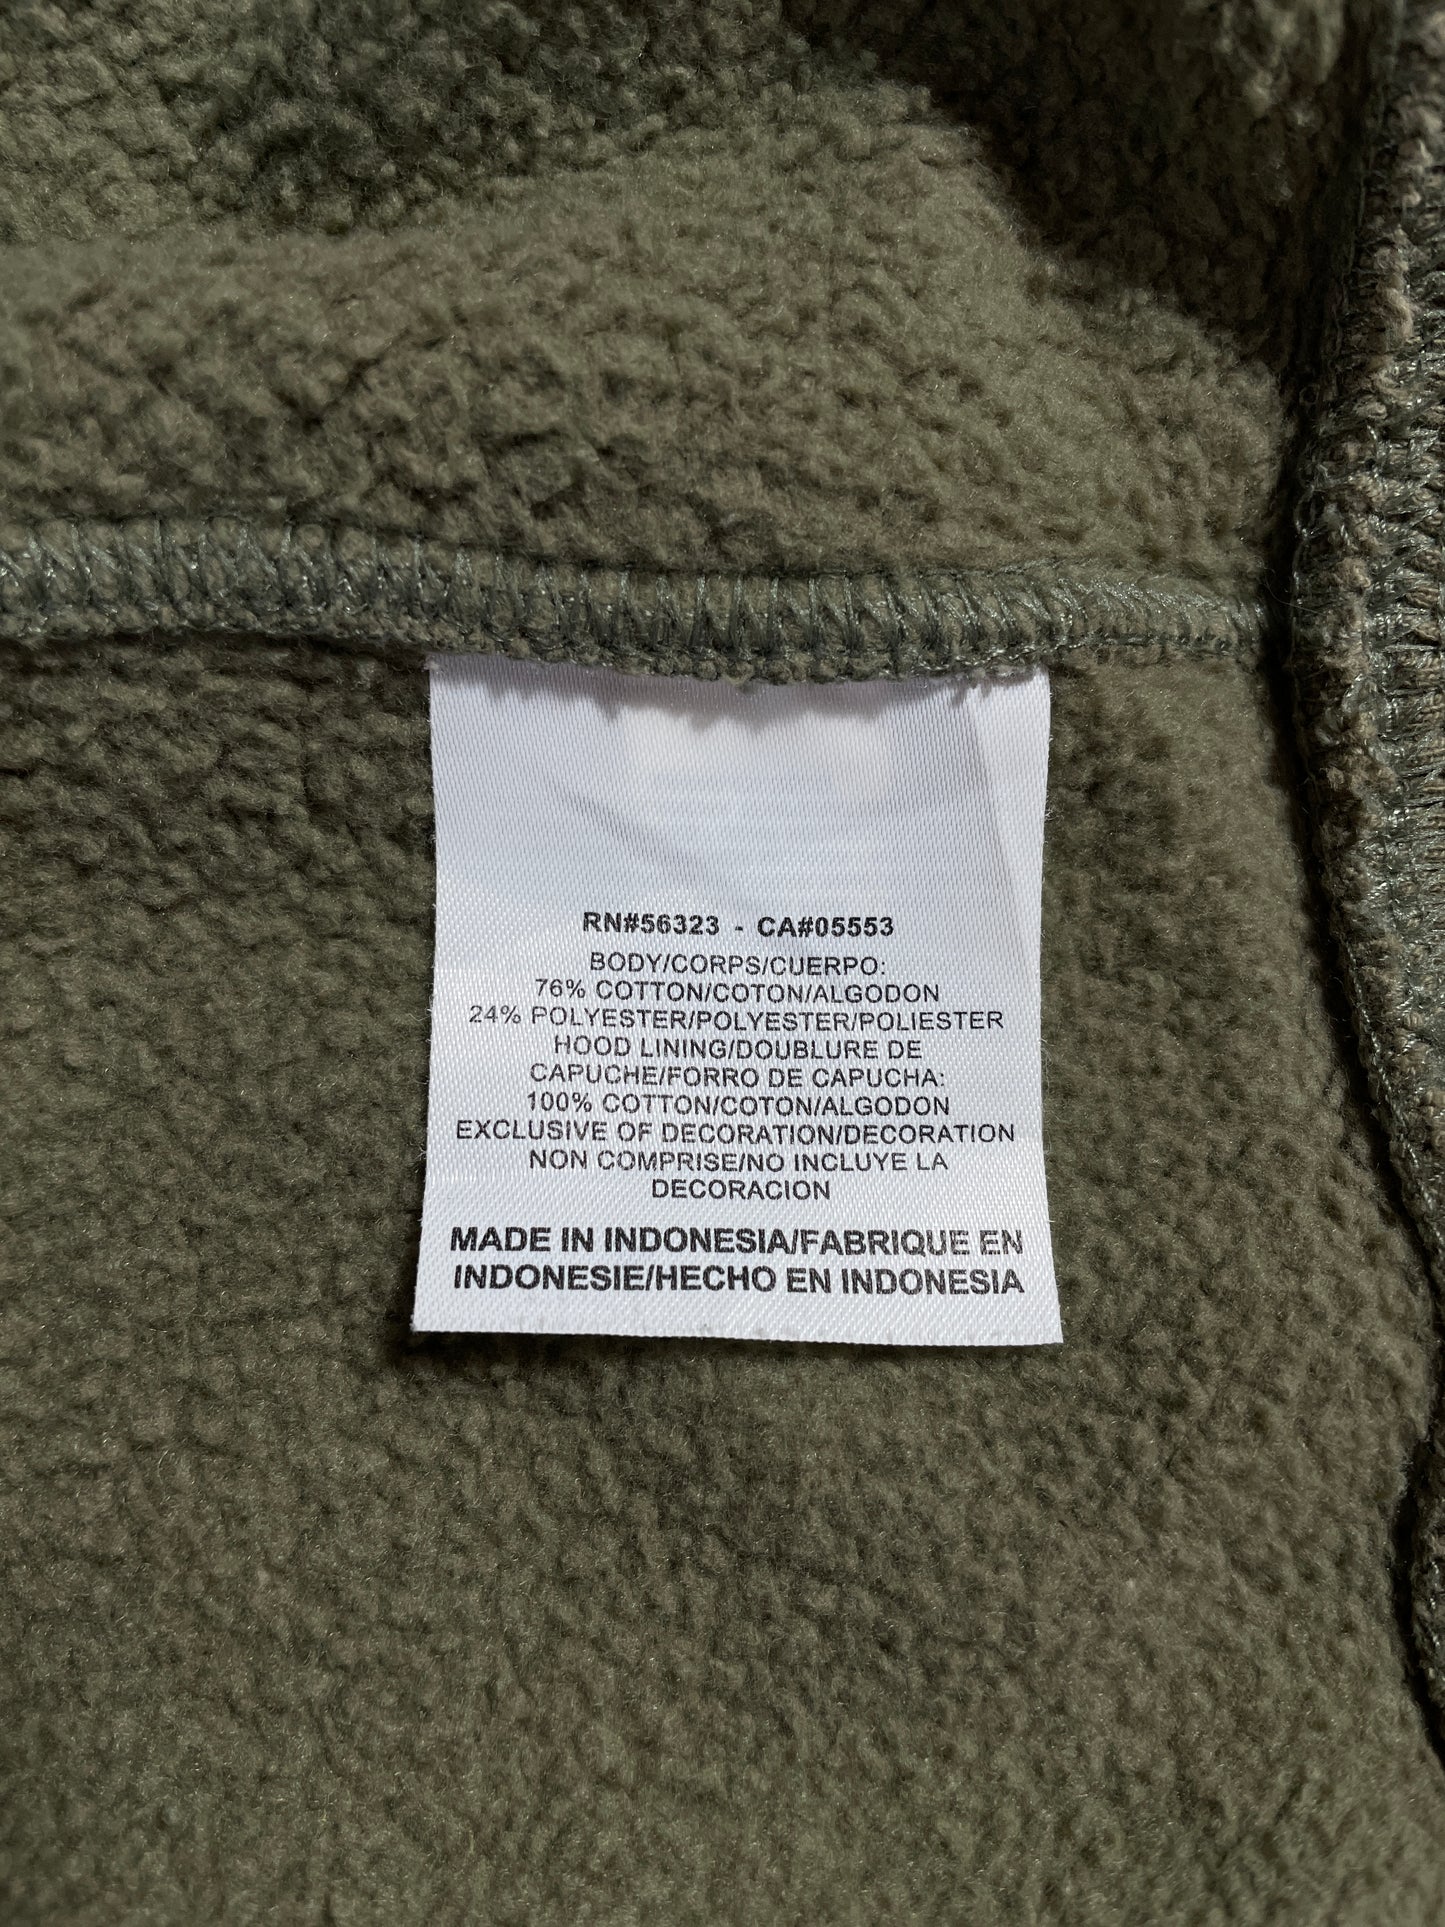 RN#56323 - CA#05553
BODY/CORPS/CUERPO:
76% COTTON/COTON/ALGODON
24% POLYESTER/POLYESTER/POLIESTER
HOOD LINING/DOUBLURE DE
CAPUCHE/FORRO DE CAPUCHA:
100% COTTON/COTON/ALGODON
EXCLUSIVE OF DECORATION/DECORATION
NON COMPRISE/NO INCLUYE LA
DECORACION
MADE IN INDONESIA/FABRIQUE EN
INDONESIE/HECHO EN INDONESIA